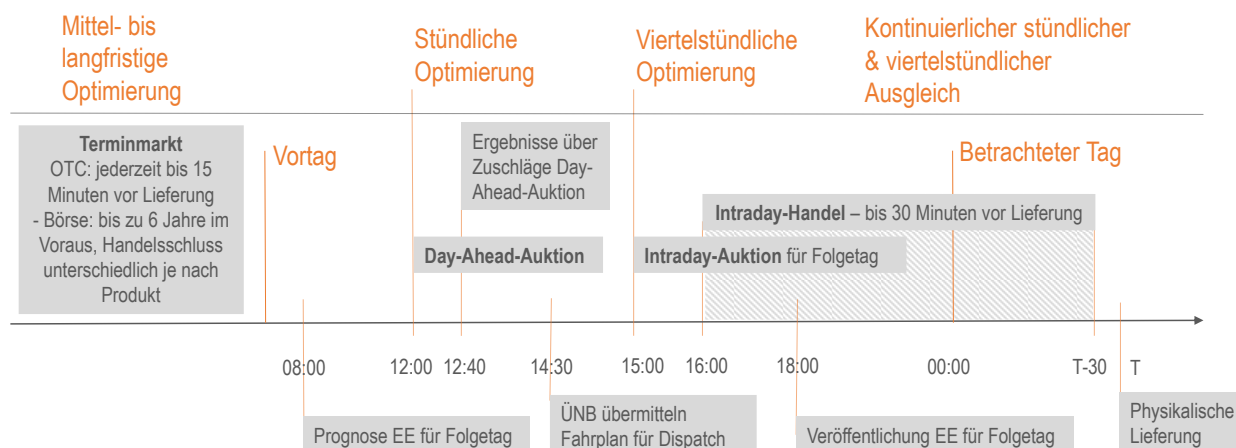 Mittel- bis
langfristige
Optimierung
Stündliche
Optimierung
Viertelstündliche
Optimierung
Kontinuierlicher stündlicher
& viertelstündlicher
Ausgleich
Terminmarkt
OTC: jederzeit bis 15
Minuten vor Lieferung
- Börse: bis zu 6 Jahre im
Voraus, Handelsschluss
unterschiedlich je nach
Produkt
Vortag
Ergebnisse über
Zuschläge Day-
Ahead-Auktion
Betrachteter Tag
Intraday-Handel – bis 30 Minuten vor Lieferung
Day-Ahead-Auktion
Intraday-Auktion für Folgetag
08:00
12:00
12:40
14:30
15:00
16:00
18:00
00:00
T-30
T
Prognose EE für Folgetag
ÜNB übermitteln
Fahrplan für Dispatch
Veröffentlichung EE für Folgetag
Physikalische
Lieferung